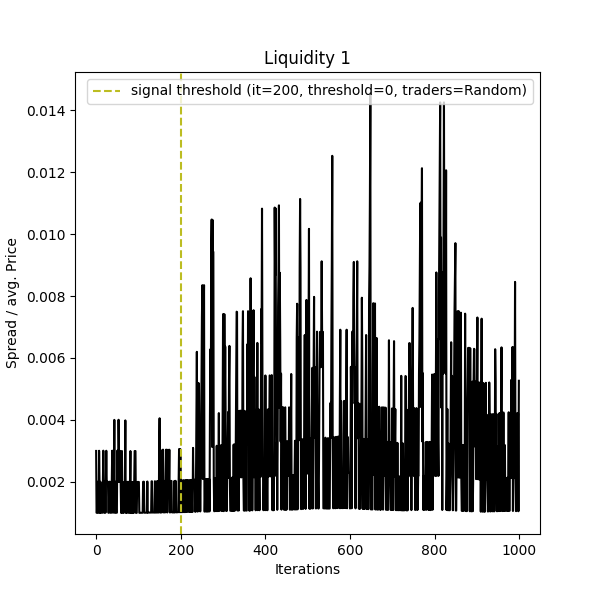 Liquidity 1
signal threshold (it=200, threshold=0, traders=Random)
0.014
0.012
0.010
0.008
0.006
0.004
0.002
Spread / avg. Price
0 200 400 600 800 1000
Iterations